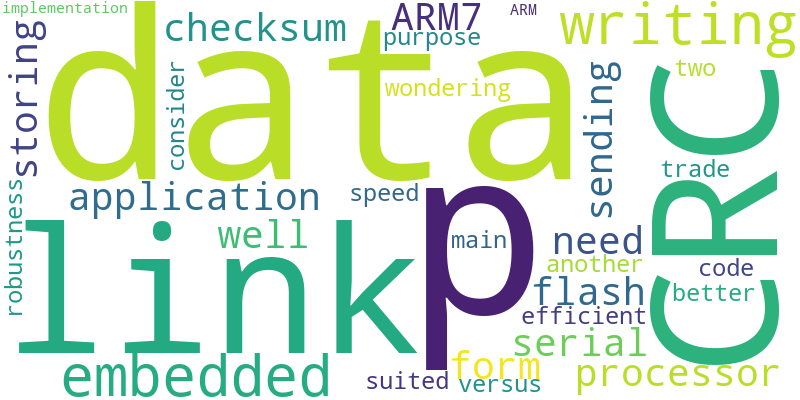 implementation
ARM7
ARM
data
writing
checksum
purpose
storing
consider
wondering
sending
two
CRC
robustness
application
speed
p
trade
link
well
main
need
another
code
flash
better
efficient
embedded
serial
form
processor
suited
versus